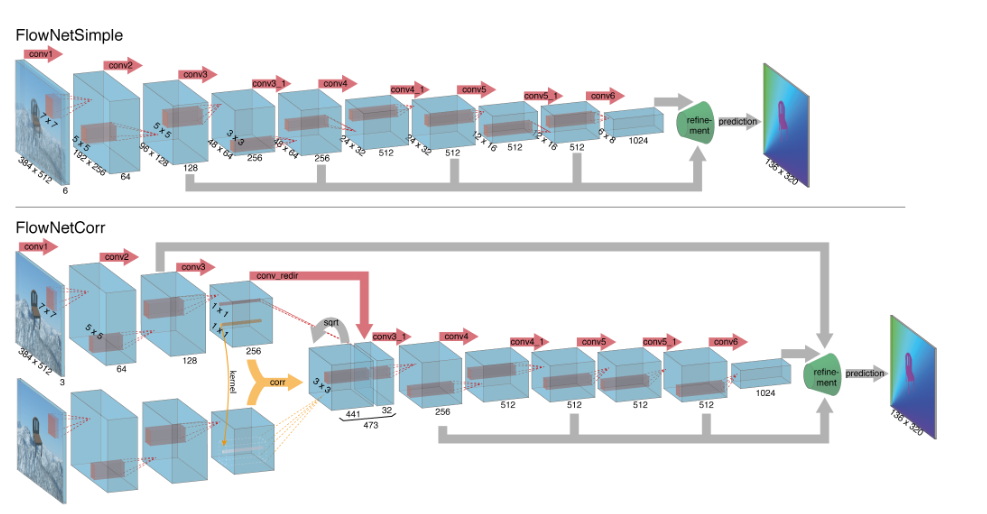 FlowNetSimple
conv1
conv2
conv3
conv3_1
conv4
conv4_1
conv5
conv5_1
conv6
7 x 7
5 x 5
5 x 5
3 x 3
384 x 512
192 x 256
96 x 128
48 x 64
48 x 64
24 x 32
24 x 32
12 x 16
12 x 16
6 x 8
6
64
128
256
256
512
512
512
512
1024
refine-
ment
prediction
136 x 320
FlowNetCorr
conv1
conv2
conv3
conv_redir
7 x 7
5 x 5
1 x 1
1 x 1
384 x 512
3
64
128
256
kernel
corr
sqrt
3 x 3
441
32
473
conv3_1
conv4
conv4_1
conv5
conv5_1
conv6
256
512
512
512
512
1024
refine-
ment
prediction
136 x 320